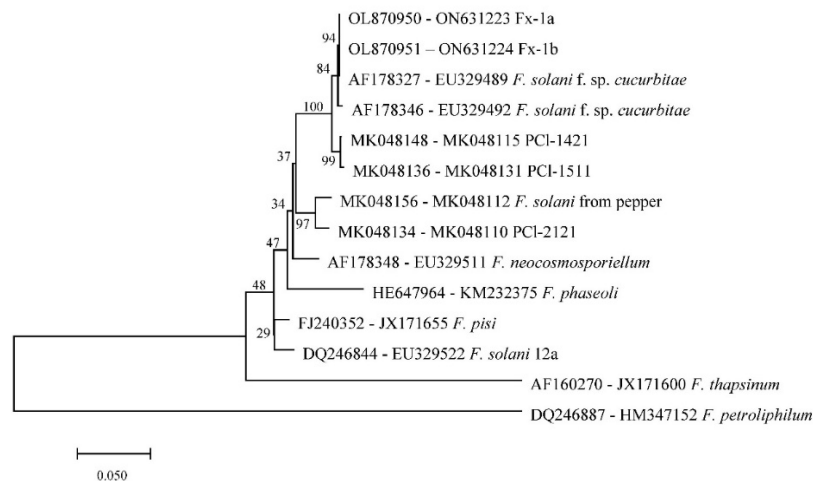 OL870950 - ON631223 Fx-1a
94
OL870951 – ON631224 Fx-1b
84
AF178327 - EU329489 F. solani f. sp. cucurbitae
100
AF178346 - EU329492 F. solani f. sp. cucurbitae
MK048148 - MK048115 PCl-1421
99
37
MK048136 - MK048131 PCl-1511
MK048156 - MK048112 F. solani from pepper
34
97
MK048134 - MK048110 PCl-2121
47
AF178348 - EU329511 F. neocosmosporiellum
48
HE647964 - KM232375 F. phaseoli
FJ240352 - JX171655 F. pisi
29
DQ246844 - EU329522 F. solani 12a
AF160270 - JX171600 F. thapsinum
DQ246887 - HM347152 F. petroliphilum
0.050